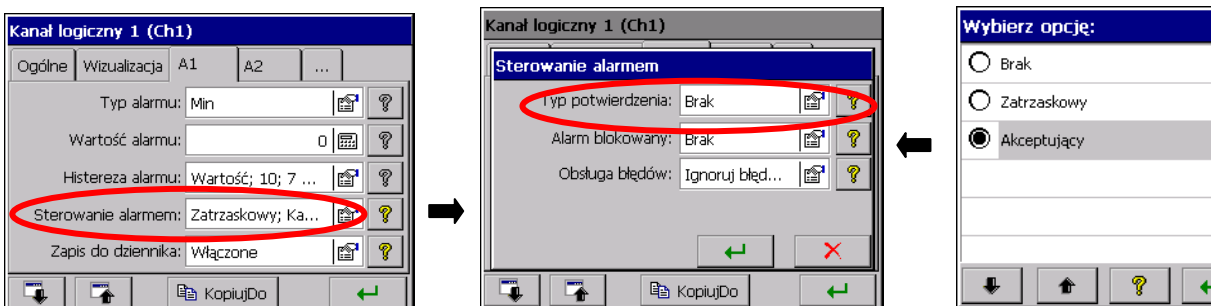 Kanał logiczny 1 (Ch1)
Ogólne Wizualizacja A1 A2 ...
Typ alarmu: Min
Wartość alarmu: 0
Histereza alarmu: Wartość; 10; 7 ...
Sterowanie alarmem: Zatrzaskowy; Ka...
Zapis do dziennika: Włączone
KopiujDo
Kanał logiczny 1 (Ch1)
Sterowanie alarmem
Typ potwierdzenia: Brak
Alarm blokowany: Brak
Obsługa błędów: Ignoruj błęd...
KopiujDo
Wybierz opcję:
Brak
Zatrzaskowy
Akceptujący